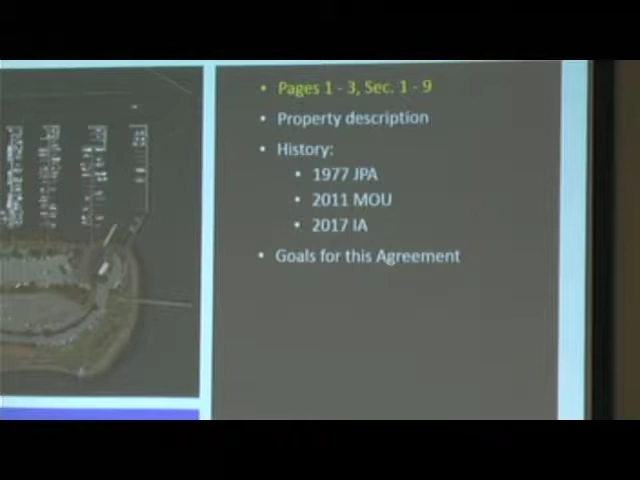 • Pages 1 - 3, Sec. 1 - 9
• Property description
• History:
• 1977 JPA
• 2011 MOU
• 2017 IA
• Goals for this Agreement